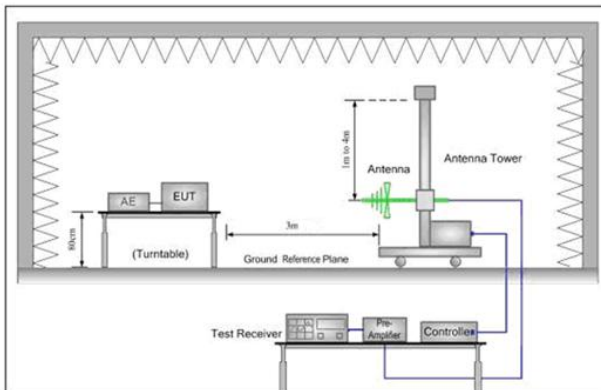 1m to 4m
Antenna
Antenna Tower
AE
EUT
80cm
(Turntable)
3m
Ground Reference Plane
Test Receiver
Pre-
Amplifier
Controller